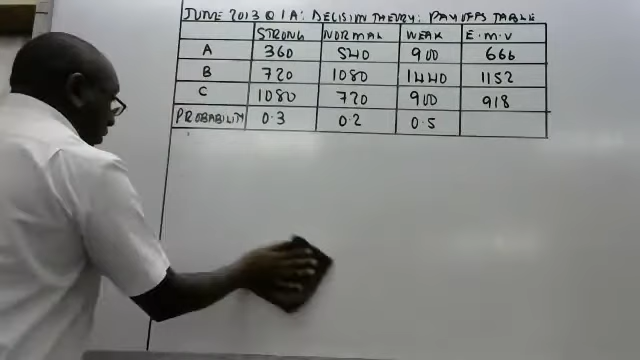 JUNE 2013 Q 1A: DECISION THEORY: PAYOFFS TABLE
STRONG NORMAL WEAK E.M.V
A 360 540 900 666
B 720 1080 1440 1152
C 1080 720 900 918
PROBABILITY 0.3 0.2 0.5